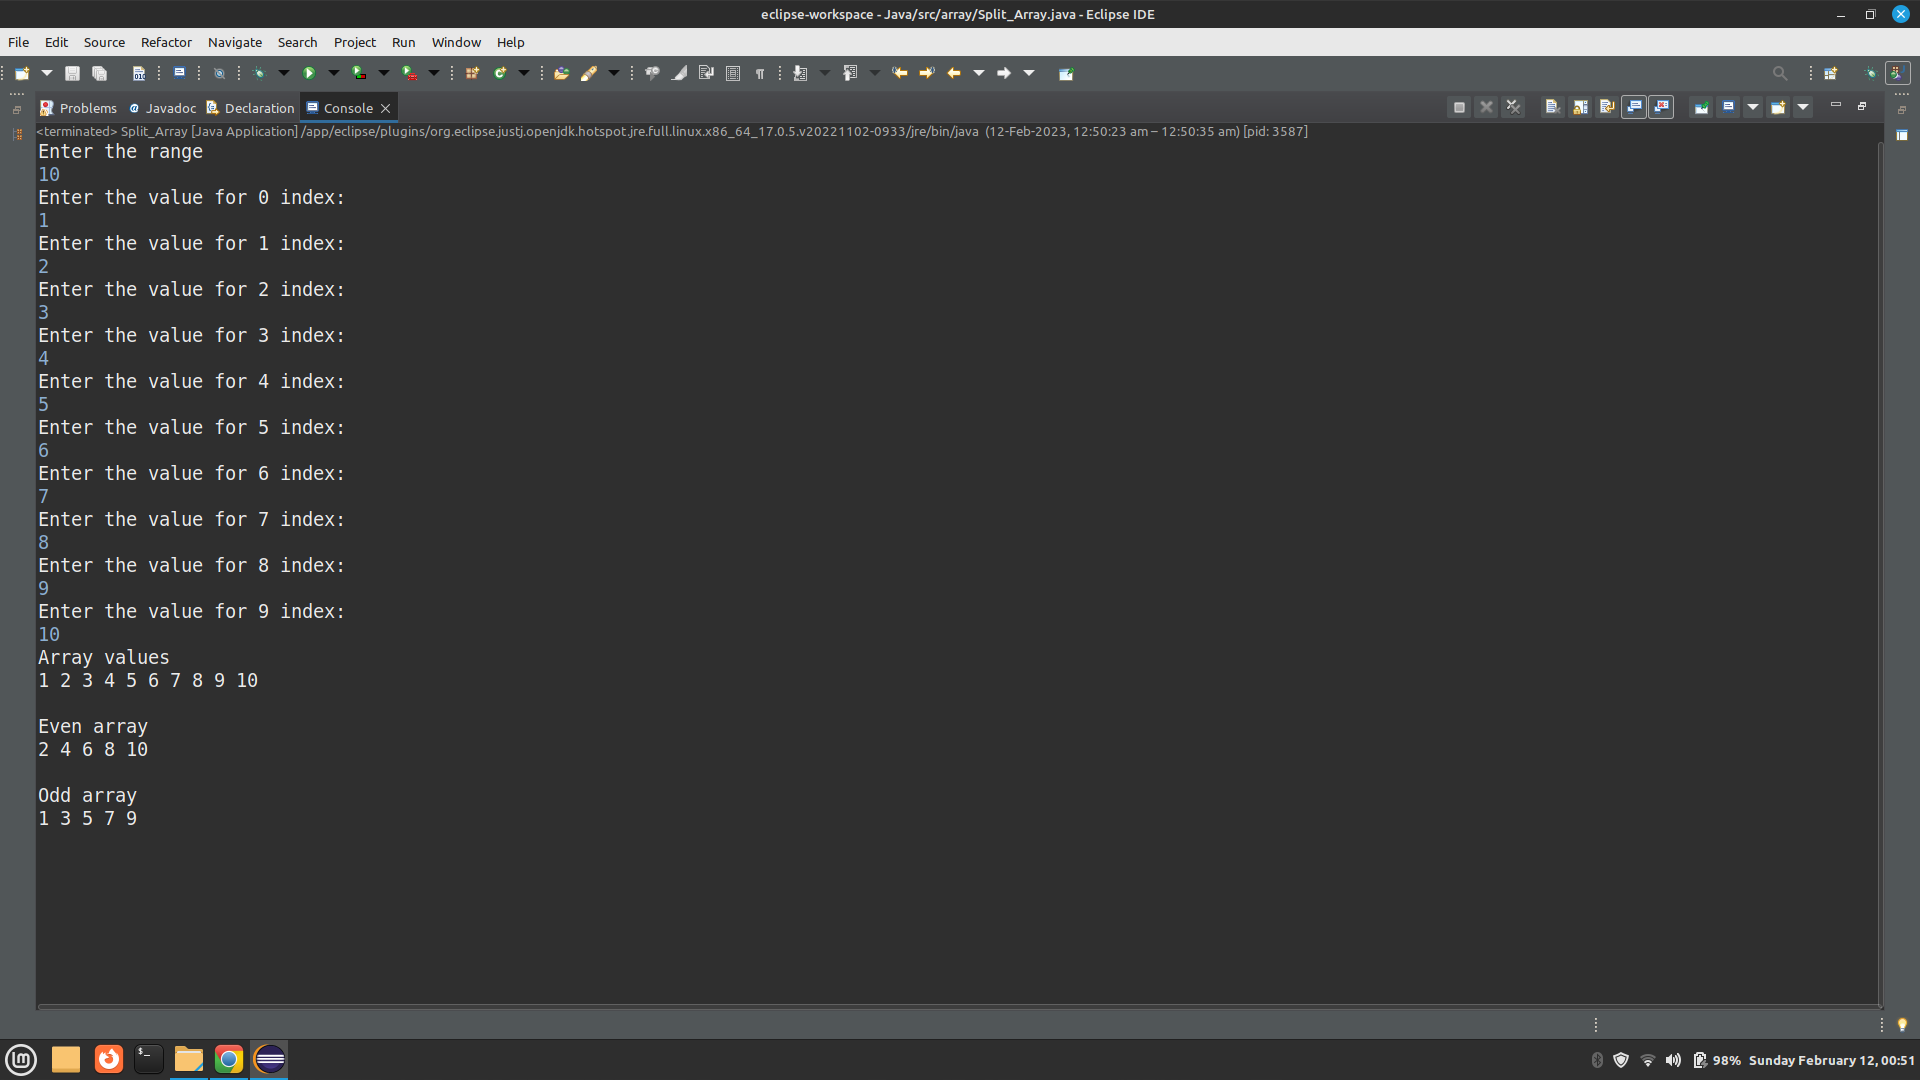 eclipse-workspace - Java/src/array/Split_Array.java - Eclipse IDE
File Edit Source Refactor Navigate Search Project Run Window Help
Problems Javadoc Declaration Console
<terminated> Split_Array [Java Application] /app/eclipse/plugins/org.eclipse.justj.openjdk.hotspot.jre.full.linux.x86_64_17.0.5.v20221102-0933/jre/bin/java (12-Feb-2023, 12:50:23 am – 12:50:35 am) [pid: 3587]
Enter the range
10
Enter the value for 0 index:
1
Enter the value for 1 index:
2
Enter the value for 2 index:
3
Enter the value for 3 index:
4
Enter the value for 4 index:
5
Enter the value for 5 index:
6
Enter the value for 6 index:
7
Enter the value for 7 index:
8
Enter the value for 8 index:
9
Enter the value for 9 index:
10
Array values
1 2 3 4 5 6 7 8 9 10
Even array
2 4 6 8 10
Odd array
1 3 5 7 9
98% Sunday February 12, 00:51